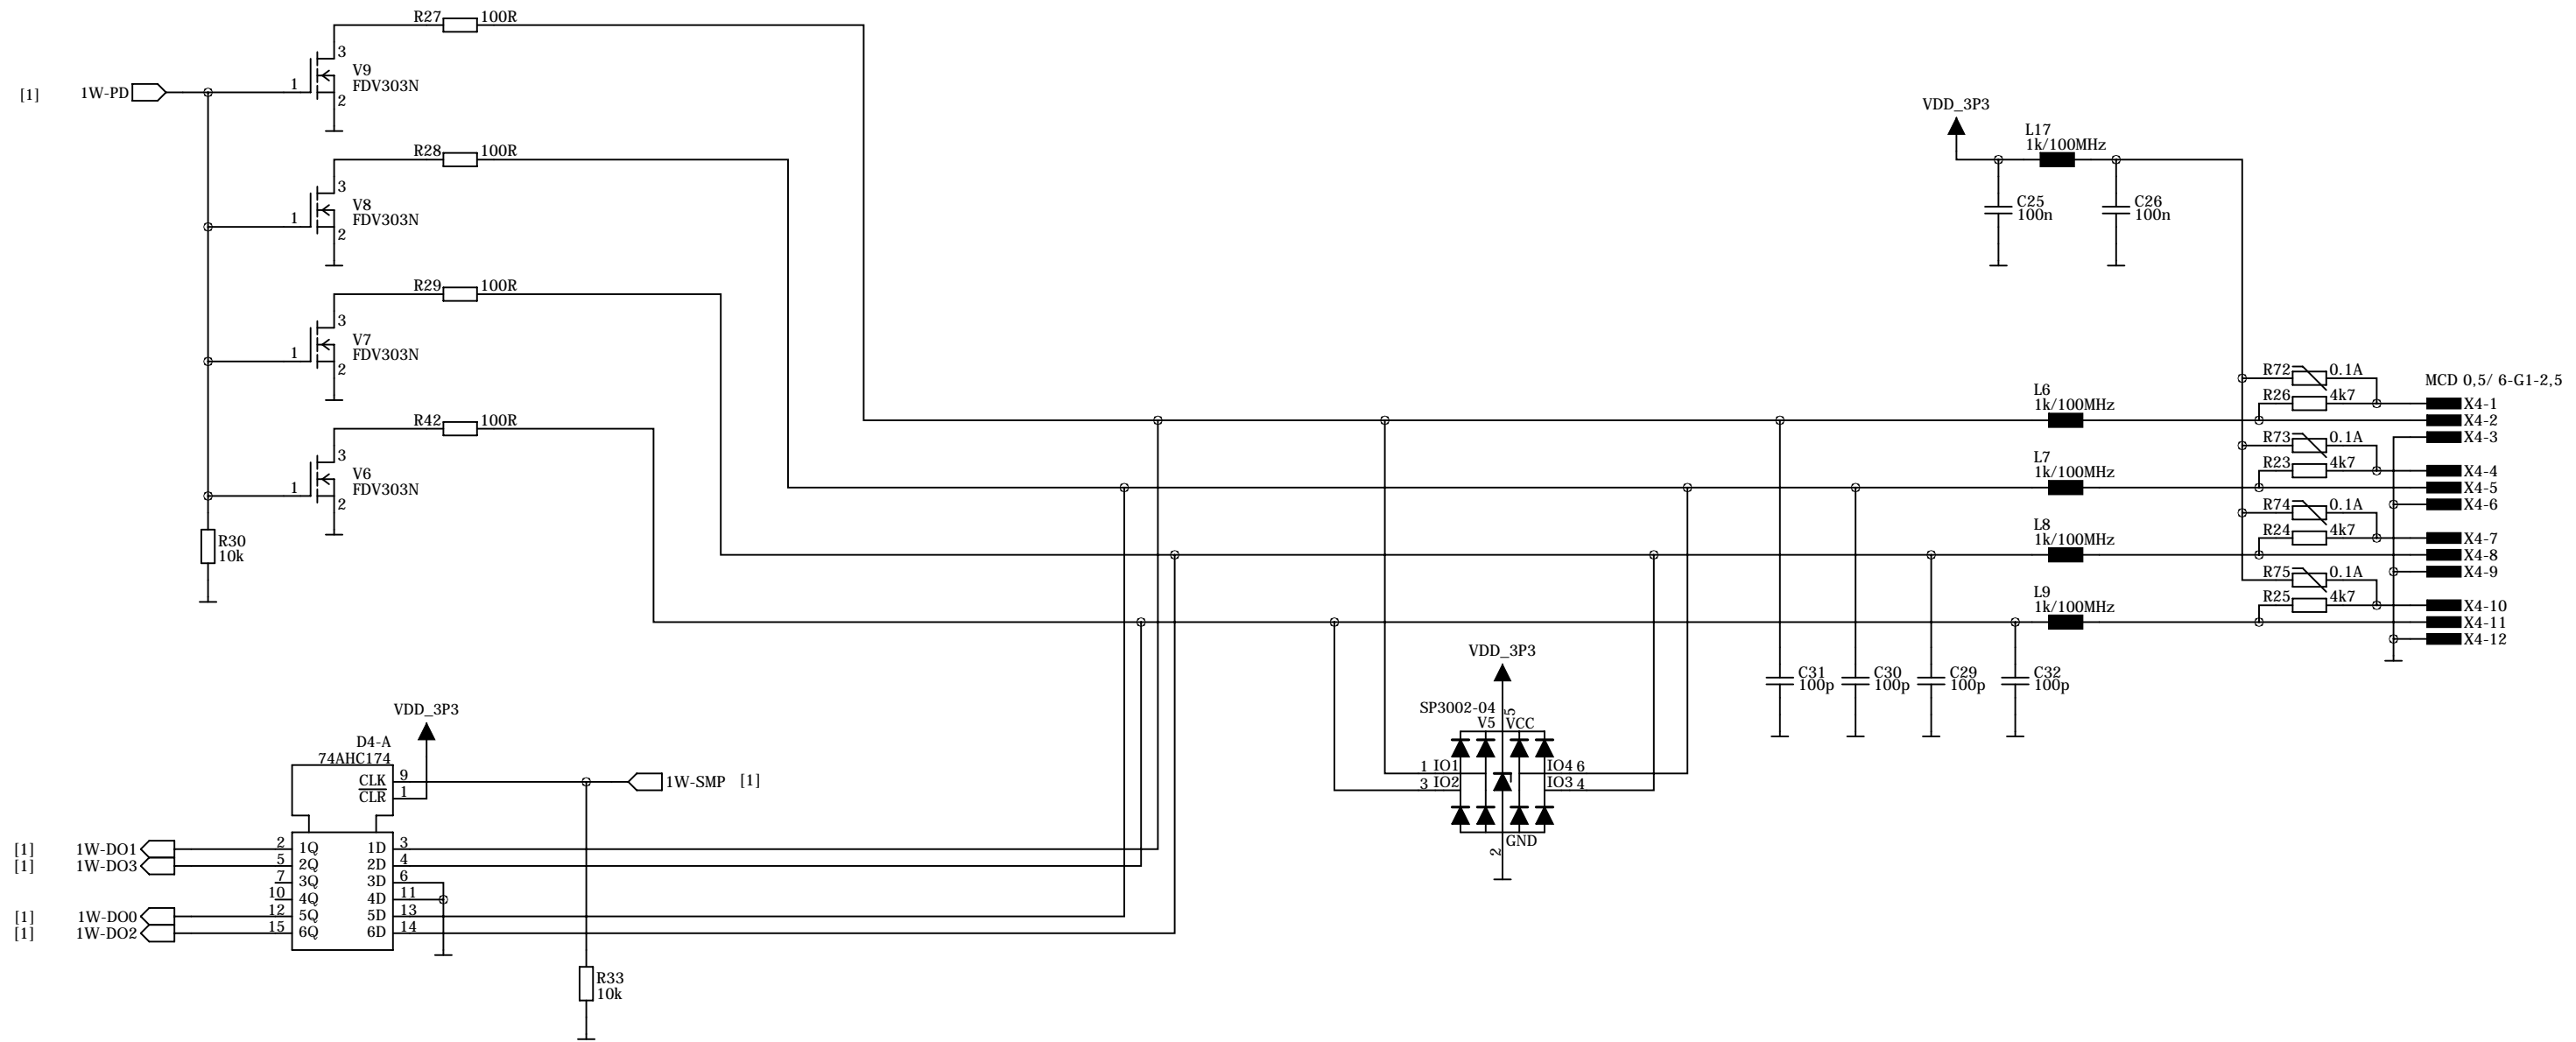 R27 100R
3
V9
FDV303N
1
2
[1] 1W-PD
R28 100R
3
V8
FDV303N
1
2
R29 100R
3
V7
FDV303N
1
2
R42 100R
3
V6
FDV303N
1
2
R30
10k
VDD_3P3
L17
1k/100MHz
C25
100n
C26
100n
R72 0.1A
MCD 0,5/ 6-G1-2,5
R26 4k7
L6
1k/100MHz
X4-1
X4-2
X4-3
R73 0.1A
R23 4k7
L7
1k/100MHz
X4-4
X4-5
X4-6
R74 0.1A
R24 4k7
L8
1k/100MHz
X4-7
X4-8
X4-9
R75 0.1A
R25 4k7
L9
1k/100MHz
X4-10
X4-11
X4-12
C31
100p
C30
100p
C29
100p
C32
100p
VDD_3P3
SP3002-04
5
V5 VCC
1 IO1
IO4 6
3 IO2
IO3 4
GND
2
VDD_3P3
D4-A
74AHC174
CLK 9
CLR 1
1W-SMP [1]
[1] 1W-DO1 2 1Q 1D 3
[1] 1W-DO3 5 2Q 2D 4
7 3Q 3D 6
10 4Q 4D 11
[1] 1W-DO0 12 5Q 5D 13
[1] 1W-DO2 15 6Q 6D 14
R33
10k